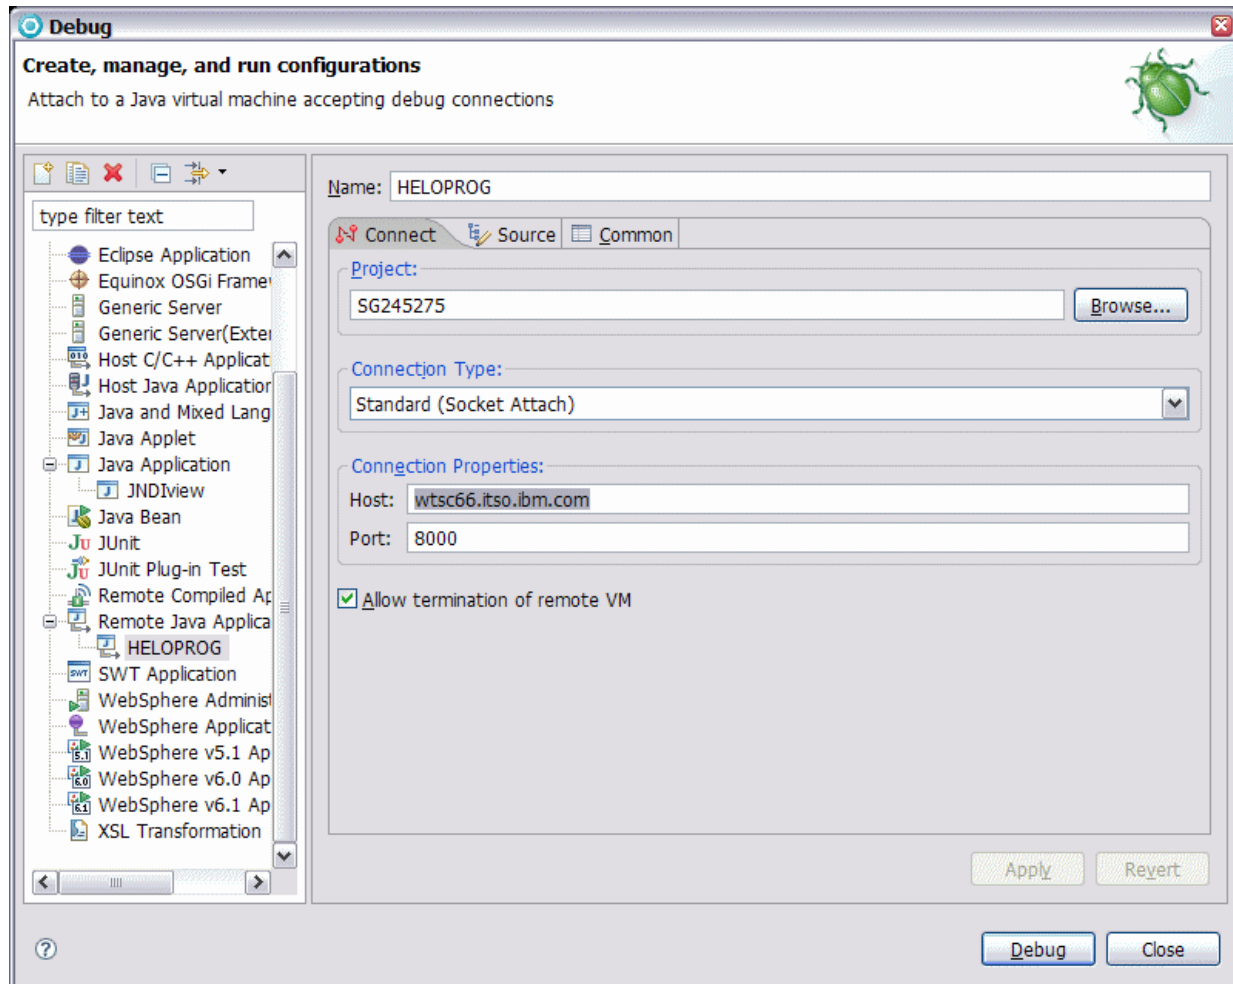 Debug
Create, manage, and run configurations
Attach to a Java virtual machine accepting debug connections
type filter text
Eclipse Application
Equinox OSGi Frame
Generic Server
Generic Server(Exter
Host C/C++ Applicat
Host Java Application
Java and Mixed Lang
Java Applet
Java Application
JNDIview
Java Bean
JUnit
JUnit Plug-in Test
Remote Compiled Ap
Remote Java Applica
HELOPROG
SWT Application
WebSphere Administ
WebSphere Applicat
WebSphere v5.1 Ap
WebSphere v6.0 Ap
WebSphere v6.1 Ap
XSL Transformation
Name: HELOPROG
Connect Source Common
Project:
SG245275 Browse...
Connection Type:
Standard (Socket Attach)
Connection Properties:
Host: wtsc66.itso.ibm.com
Port: 8000
Allow termination of remote VM
Apply Revert
Debug Close